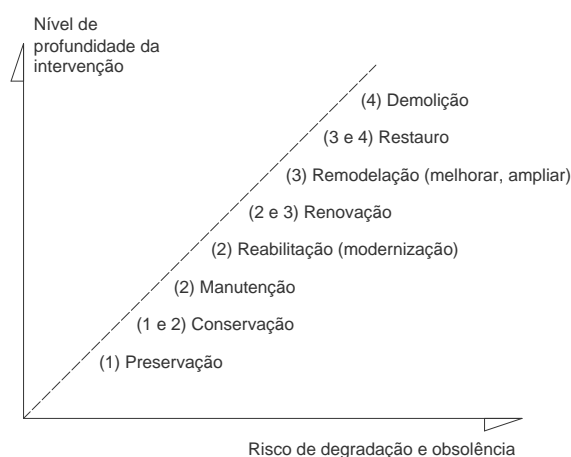 Nível de
profundidade da
intervenção
(4) Demolição
(3 e 4) Restauro
(3) Remodelação (melhorar, ampliar)
(2 e 3) Renovação
(2) Reabilitação (modernização)
(2) Manutenção
(1 e 2) Conservação
(1) Preservação
Risco de degradação e obsolência